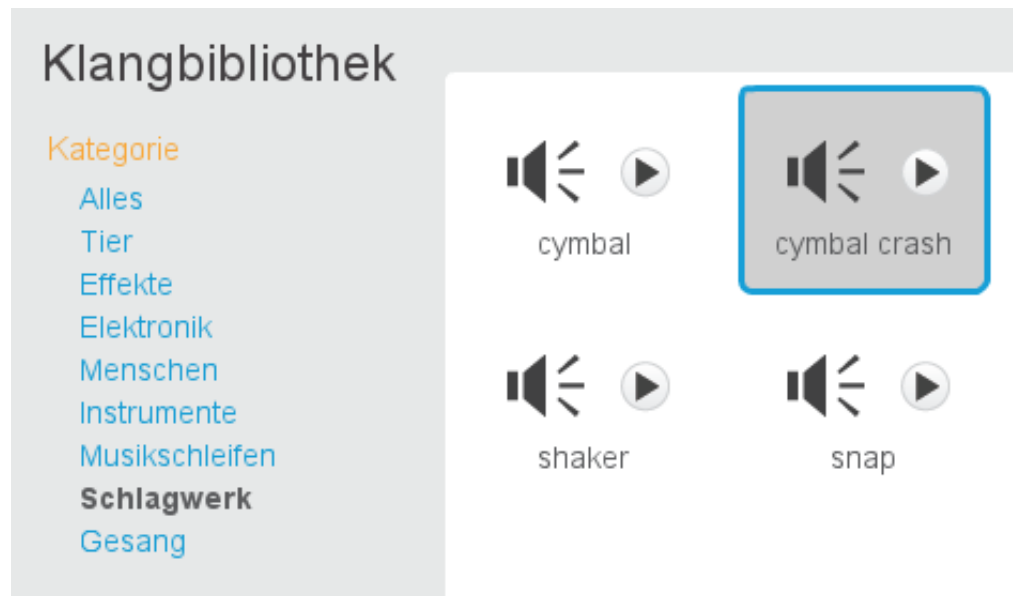 Klangbibliothek
Kategorie
Alles
Tier
Effekte
Elektronik
Menschen
Instrumente
Musikschleifen
Schlagwerk
Gesang
cymbal
cymbal crash
shaker
snap